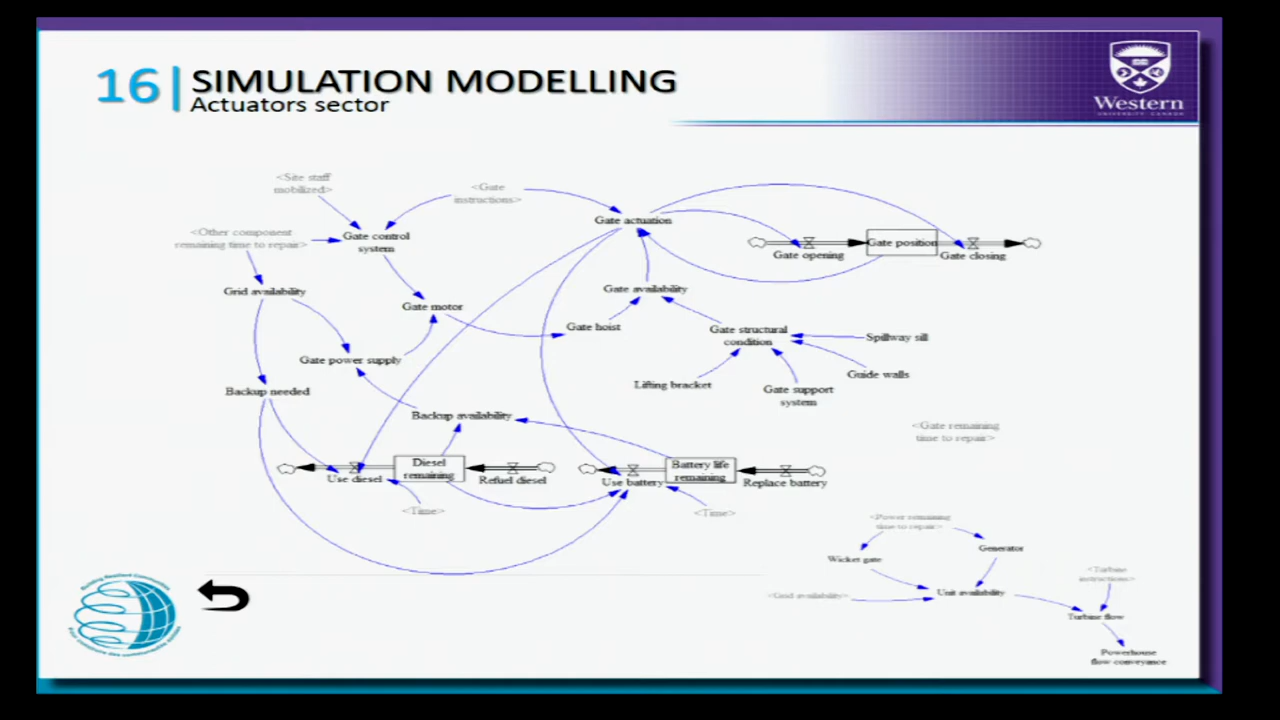 16
SIMULATION MODELLING
Actuators sector
Western
<Site staff
mobilized>
<Gate
instructions>
<Other component
remaining time to repair>
Gate control
system
Gate actuation
Gate opening
Gate position
Gate closing
Grid availability
Gate motor
Gate availability
Gate hoist
Gate structural
condition
Spillway sill
Gate power supply
Guide walls
Lifting bracket
Gate support
system
Backup needed
Backup availability
<Gate remaining
time to repair>
Use diesel
Diesel
remaining
Refuel diesel
Use battery
Battery life
remaining
Replace battery
<Time>
<Time>
<Power remaining
time to repair>
Wicket gate
Generator
<Turbine
instructions>
<Grid availability>
Unit availability
Turbine flow
Powerhouse
flow conveyance